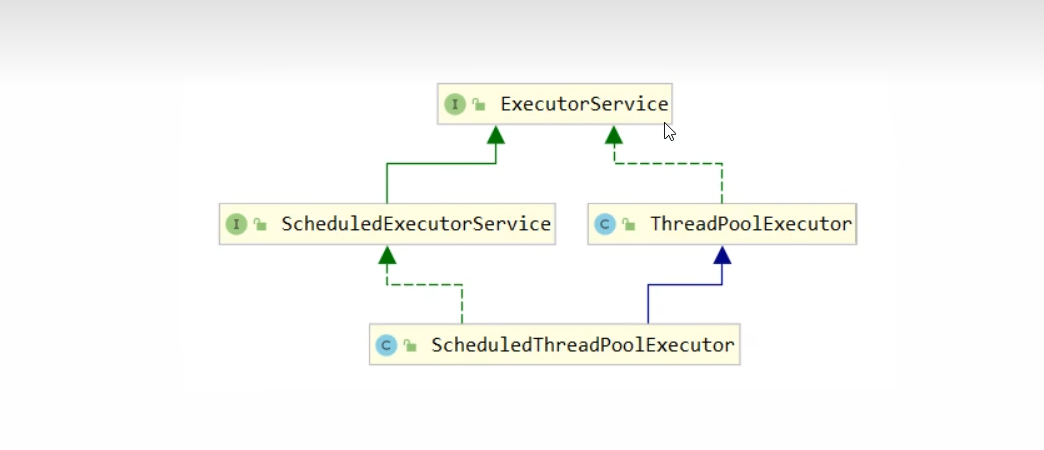 I ExecutorService
I ScheduledExecutorService
C ThreadPoolExecutor
C ScheduledThreadPoolExecutor